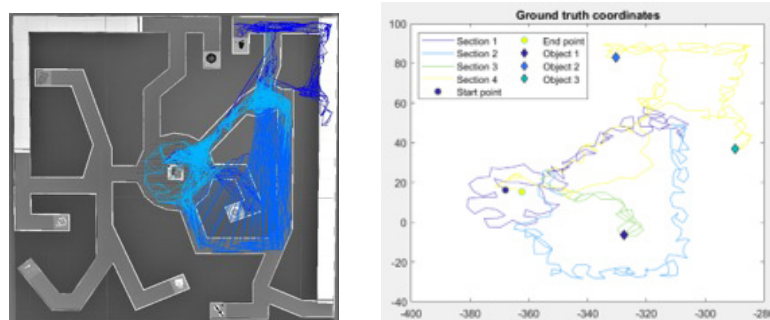 Ground truth coordinates
Section 1
Section 2
Section 3
Section 4
Start point
End point
Object 1
Object 2
Object 3
100
80
60
40
20
0
-20
-40
-400
-380
-360
-340
-320
-300
-280